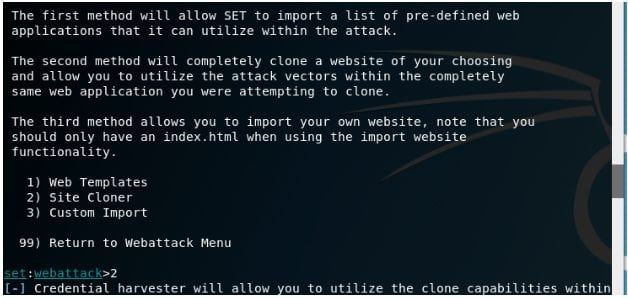 The first method will allow SET to import a list of pre-defined web
applications that it can utilize within the attack.
The second method will completely clone a website of your choosing
and allow you to utilize the attack vectors within the completely
same web application you were attempting to clone.
The third method allows you to import your own website, note that you
should only have an index.html when using the import website
functionality.
1) Web Templates
2) Site Cloner
3) Custom Import
99) Return to Webattack Menu
set:webattack>2
[-] Credential harvester will allow you to utilize the clone capabilities within